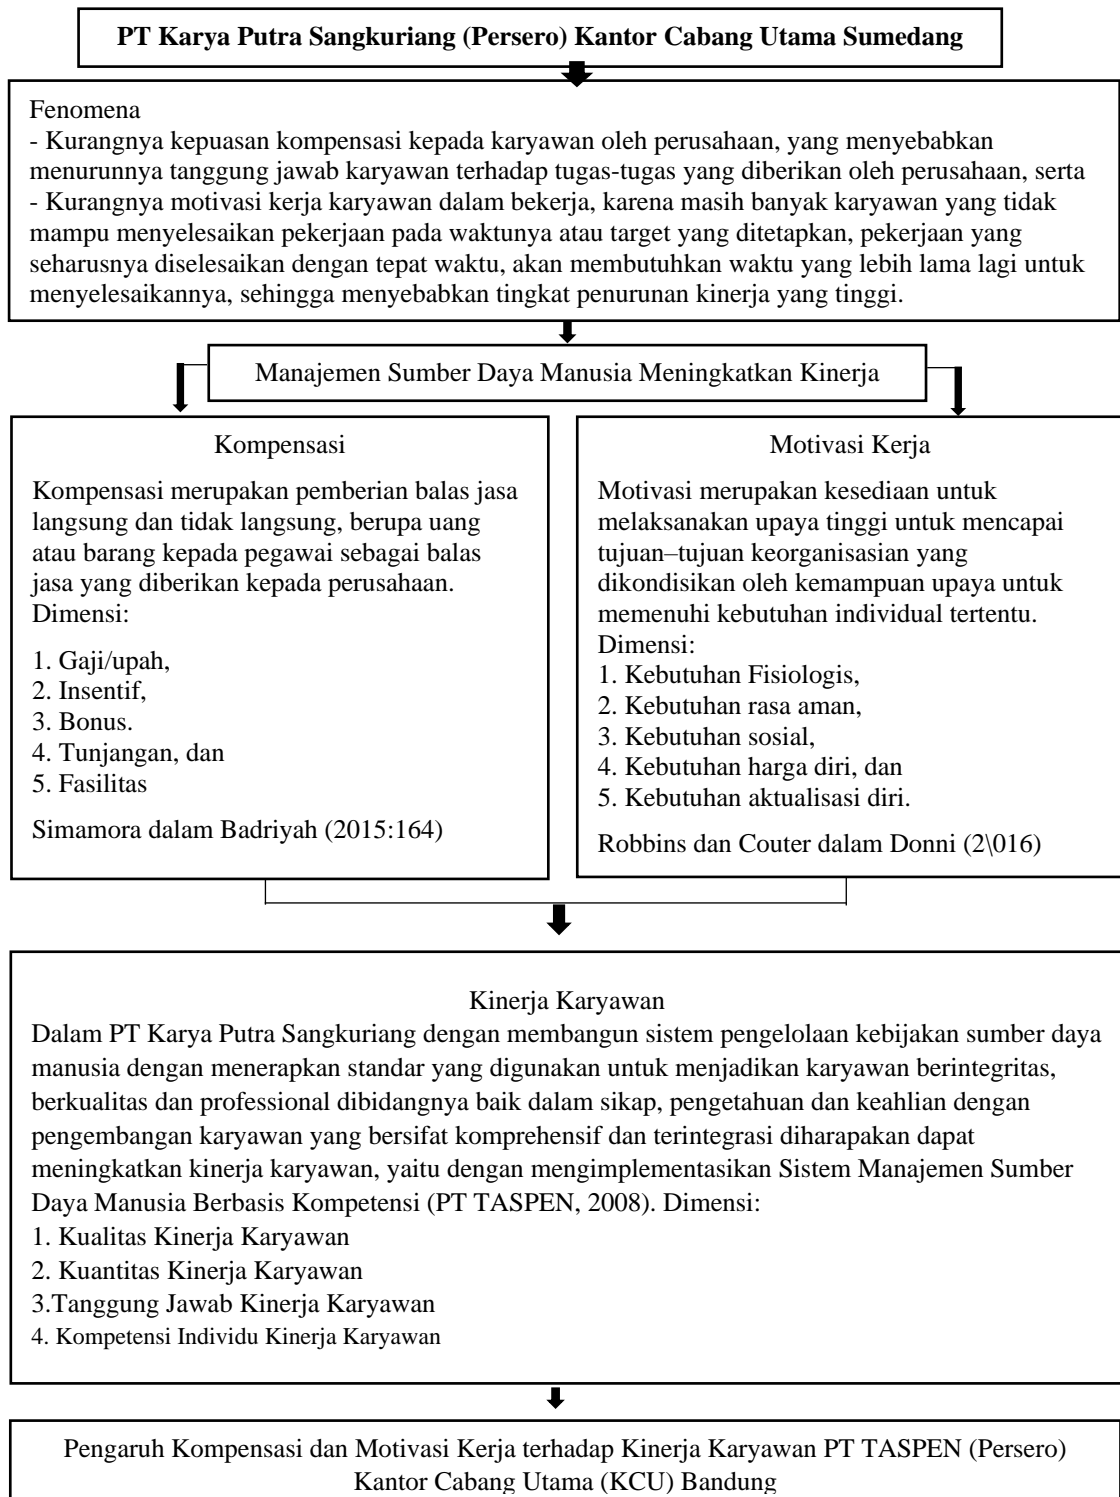 PT Karya Putra Sangkuriang (Persero) Kantor Cabang Utama Sumedang
Fenomena
- Kurangnya kepuasan kompensasi kepada karyawan oleh perusahaan, yang menyebabkan
menurunnya tanggung jawab karyawan terhadap tugas-tugas yang diberikan oleh perusahaan, serta
- Kurangnya motivasi kerja karyawan dalam bekerja, karena masih banyak karyawan yang tidak
mampu menyelesaikan pekerjaan pada waktunya atau target yang ditetapkan, pekerjaan yang
seharusnya diselesaikan dengan tepat waktu, akan membutuhkan waktu yang lebih lama lagi untuk
menyelesaikannya, sehingga menyebabkan tingkat penurunan kinerja yang tinggi.
Manajemen Sumber Daya Manusia Meningkatkan Kinerja
Kompensasi
Kompensasi merupakan pemberian balas jasa
langsung dan tidak langsung, berupa uang
atau barang kepada pegawai sebagai balas
jasa yang diberikan kepada perusahaan.
Dimensi:
1. Gaji/upah,
2. Insentif,
3. Bonus.
4. Tunjangan, dan
5. Fasilitas
Simamora dalam Badriyah (2015:164)
Motivasi Kerja
Motivasi merupakan kesediaan untuk
melaksanakan upaya tinggi untuk mencapai
tujuan–tujuan keorganisasian yang
dikondisikan oleh kemampuan upaya untuk
memenuhi kebutuhan individual tertentu.
Dimensi:
1. Kebutuhan Fisiologis,
2. Kebutuhan rasa aman,
3. Kebutuhan sosial,
4. Kebutuhan harga diri, dan
5. Kebutuhan aktualisasi diri.
Robbins dan Couter dalam Donni (2\016)
Kinerja Karyawan
Dalam PT Karya Putra Sangkuriang dengan membangun sistem pengelolaan kebijakan sumber daya
manusia dengan menerapkan standar yang digunakan untuk menjadikan karyawan berintegritas,
berkualitas dan professional dibidangnya baik dalam sikap, pengetahuan dan keahlian dengan
pengembangan karyawan yang bersifat komprehensif dan terintegrasi diharapakan dapat
meningkatkan kinerja karyawan, yaitu dengan mengimplementasikan Sistem Manajemen Sumber
Daya Manusia Berbasis Kompetensi (PT TASPEN, 2008). Dimensi:
1. Kualitas Kinerja Karyawan
2. Kuantitas Kinerja Karyawan
3.Tanggung Jawab Kinerja Karyawan
4. Kompetensi Individu Kinerja Karyawan
Pengaruh Kompensasi dan Motivasi Kerja terhadap Kinerja Karyawan PT TASPEN (Persero)
Kantor Cabang Utama (KCU) Bandung